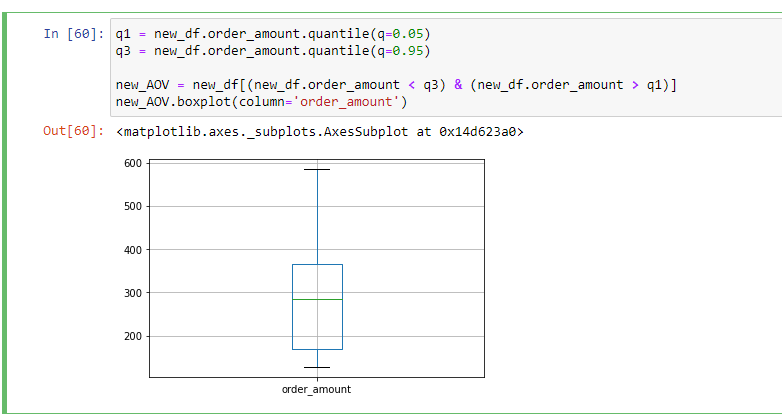 In [60]: q1 = new_df.order_amount.quantile(q=0.05)
q3 = new_df.order_amount.quantile(q=0.95)
new_AOV = new_df[(new_df.order_amount < q3) & (new_df.order_amount > q1)]
new_AOV.boxplot(column='order_amount')
Out[60]: <matplotlib.axes._subplots.AxesSubplot at 0x14d623a0>
600
500
400
300
200
order_amount